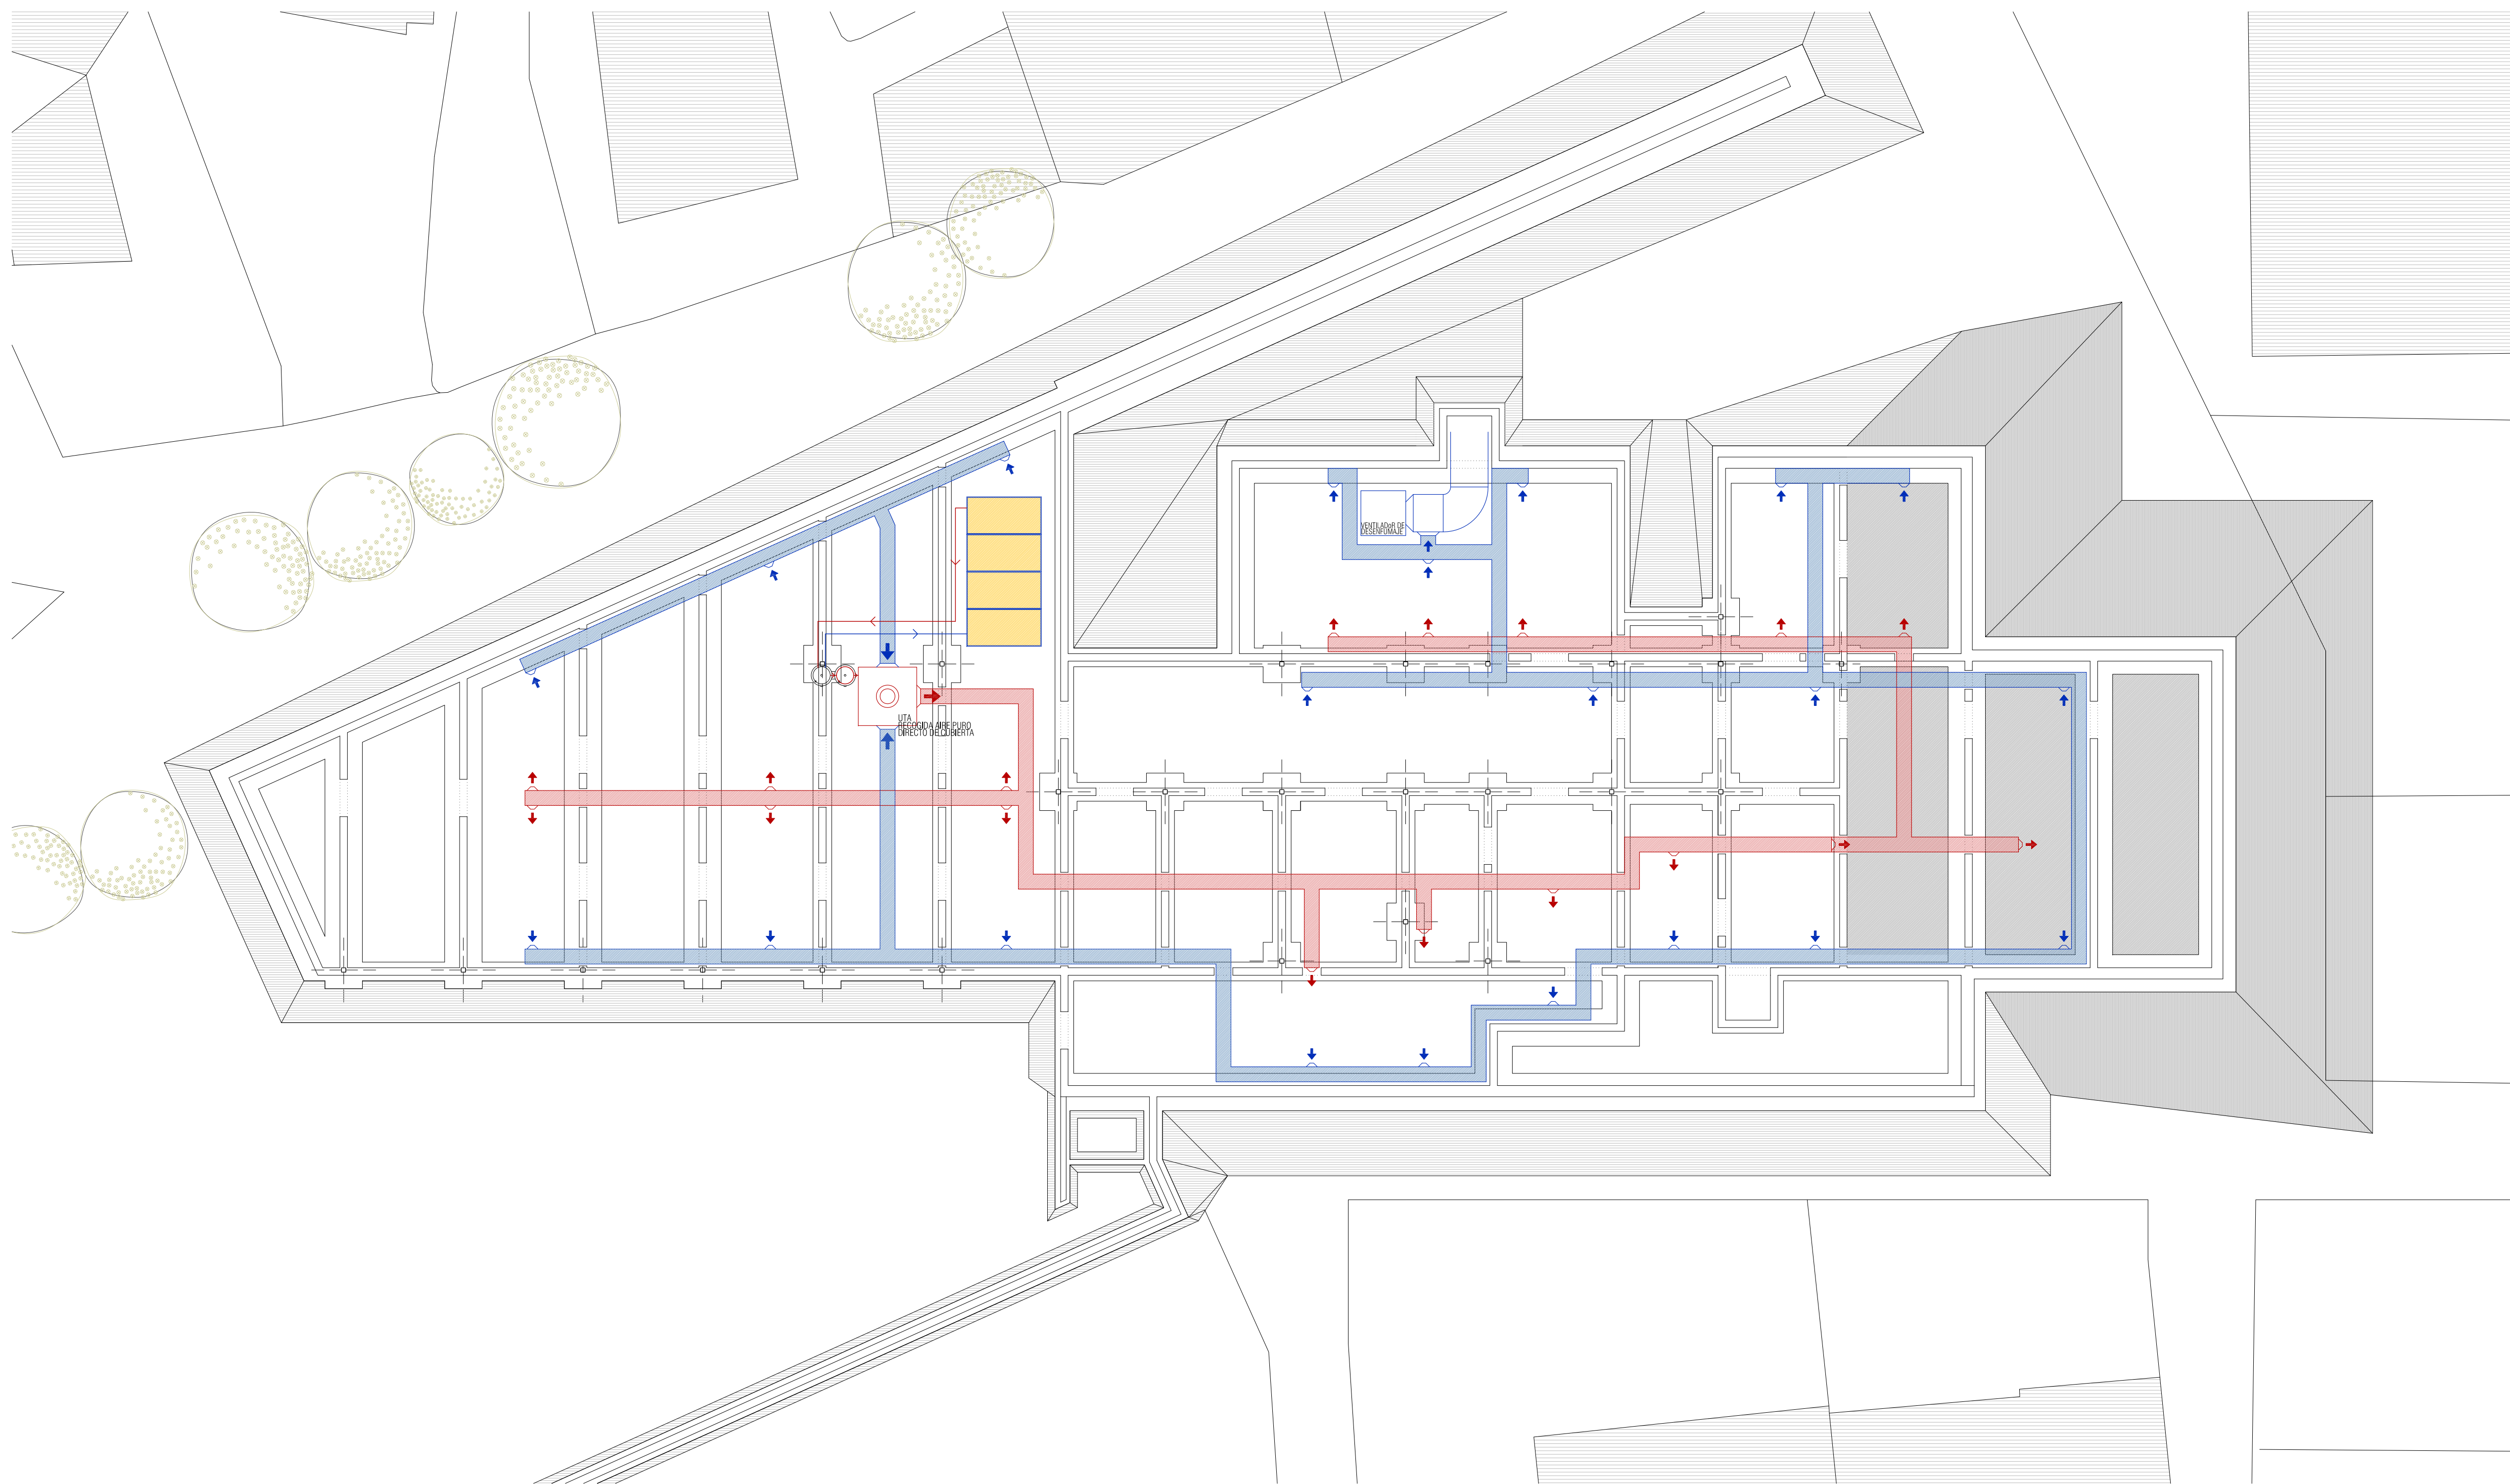 VENTILADoR DE
DESENFUMAJE
UTA
RECOGIDA AIRE PURO
DIRECTO DE CUBIERTA